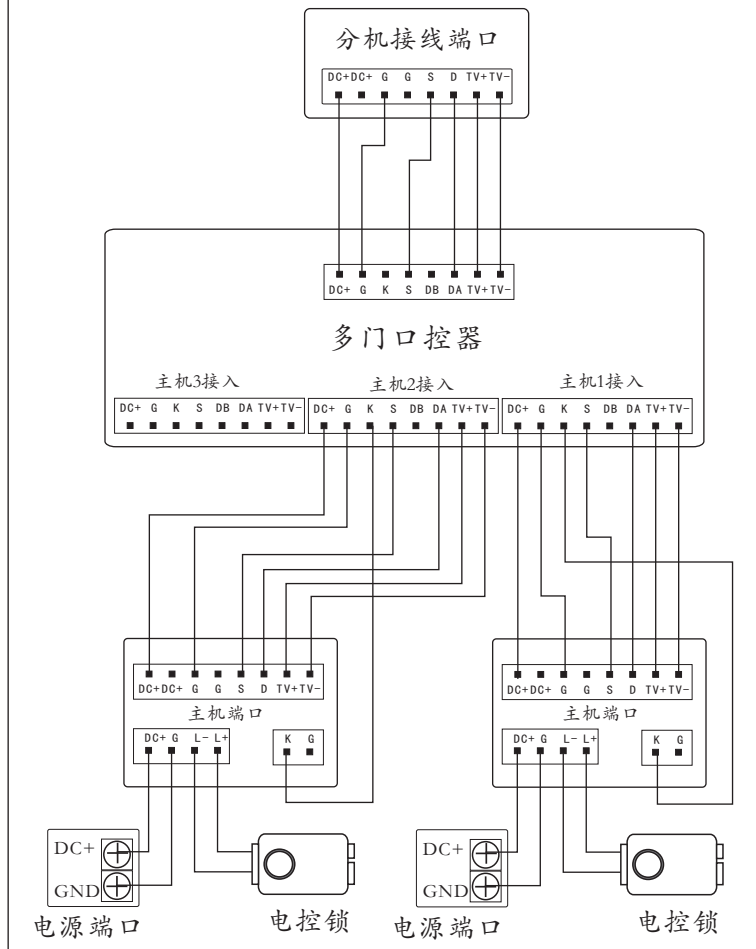 分机接线端口
DC+ DC+ G G S D TV+ TV-
DC+ G K S DB DA TV+ TV-
多门口控器
主机3接入 主机2接入 主机1接入
DC+ G K S DB DA TV+ TV- DC+ G K S DB DA TV+ TV- DC+ G K S DB DA TV+ TV-
DC+ DC+ G G S D TV+ TV- DC+ DC+ G G S D TV+ TV-
主机端口 主机端口
DC+ G L- L+ K G DC+ G L- L+ K G
DC+ DC+
GND GND
电源端口 电控锁 电源端口 电控锁